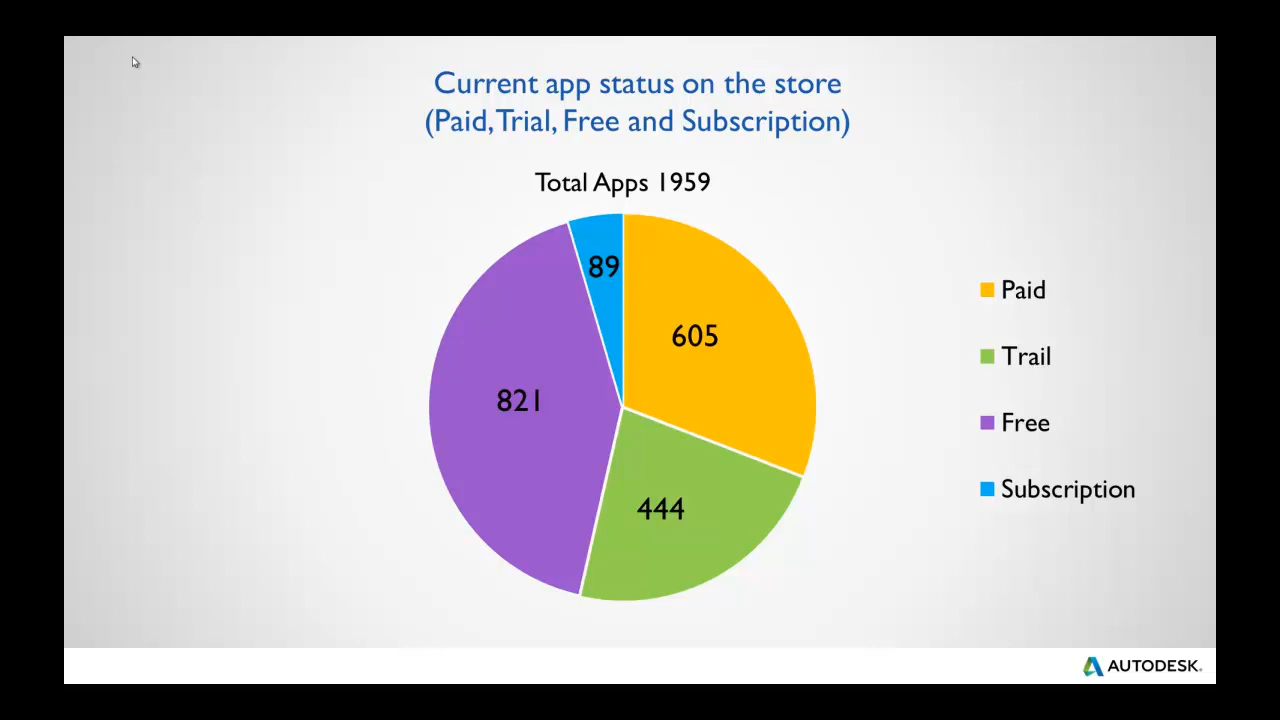 Current app status on the store
(Paid, Trial, Free and Subscription)
Total Apps 1959
89
605
821
444
Paid
Trail
Free
Subscription
AUTODESK.